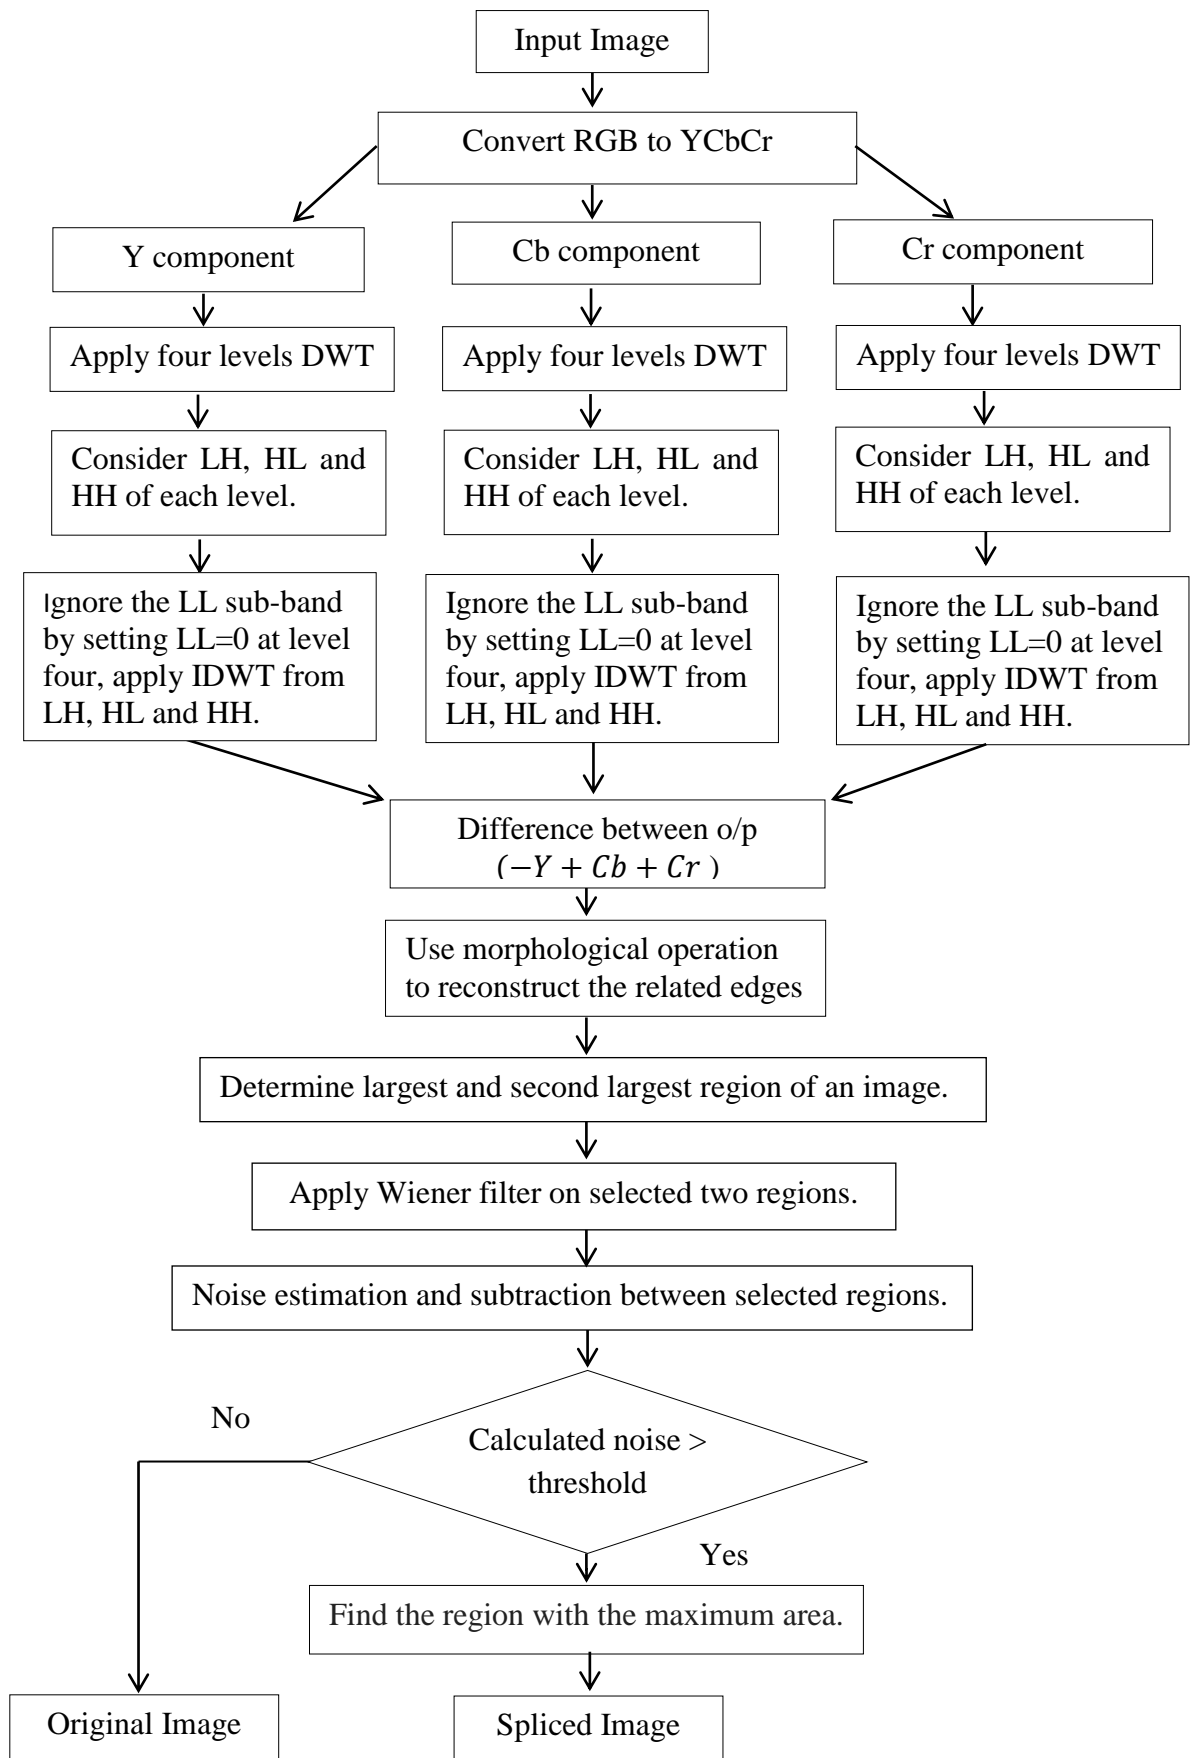 Input Image
Convert RGB to YCbCr
Y component
Cb component
Cr component
Apply four levels DWT
Apply four levels DWT
Apply four levels DWT
Consider LH, HL and
HH of each level.
Consider LH, HL and
HH of each level.
Consider LH, HL and
HH of each level.
Ignore the LL sub-band
by setting LL=0 at level
four, apply IDWT from
LH, HL and HH.
Ignore the LL sub-band
by setting LL=0 at level
four, apply IDWT from
LH, HL and HH.
Ignore the LL sub-band
by setting LL=0 at level
four, apply IDWT from
LH, HL and HH.
Difference between o/p
(−Y + Cb + Cr )
Use morphological operation
to reconstruct the related edges
Determine largest and second largest region of an image.
Apply Wiener filter on selected two regions.
Noise estimation and subtraction between selected regions.
No
Calculated noise >
threshold
Yes
Find the region with the maximum area.
Original Image
Spliced Image